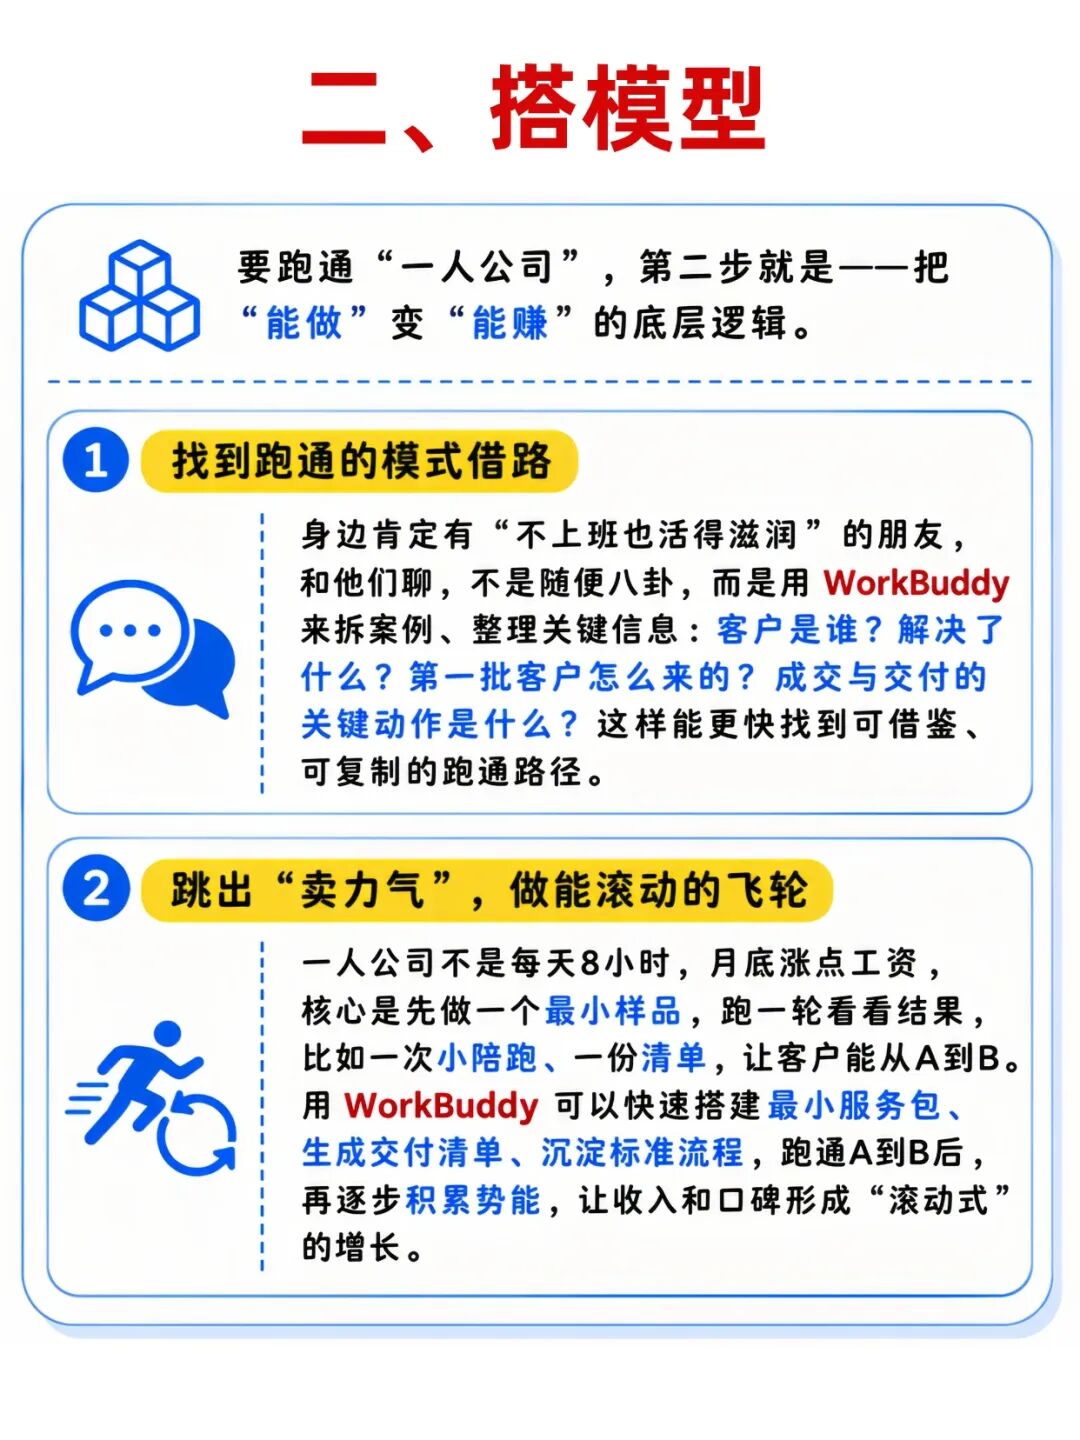 二、搭模型
要跑通“一人公司”，第二步就是——把
“能做”变“能赚”的底层逻辑。
1 找到跑通的模式借路
身边肯定有“不上班也活得滋润”的朋友，
和他们聊，不是随便八卦，而是用 WorkBuddy
来拆案例、整理关键信息：客户是谁？解决了
什么？第一批客户怎么来的？成交与交付的
关键动作是什么？这样能更快找到可借鉴、
可复制的跑通路径。
2 跳出“卖力气”，做能滚动的飞轮
一人公司不是每天8小时，月底涨点工资，
核心是先做一个最小样品，跑一轮看看结果，
比如一次小陪跑、一份清单，让客户能从A到B。
用 WorkBuddy 可以快速搭建最小服务包、
生成交付清单、沉淀标准流程，跑通A到B后，
再逐步积累势能，让收入和口碑形成“滚动式”
的增长。